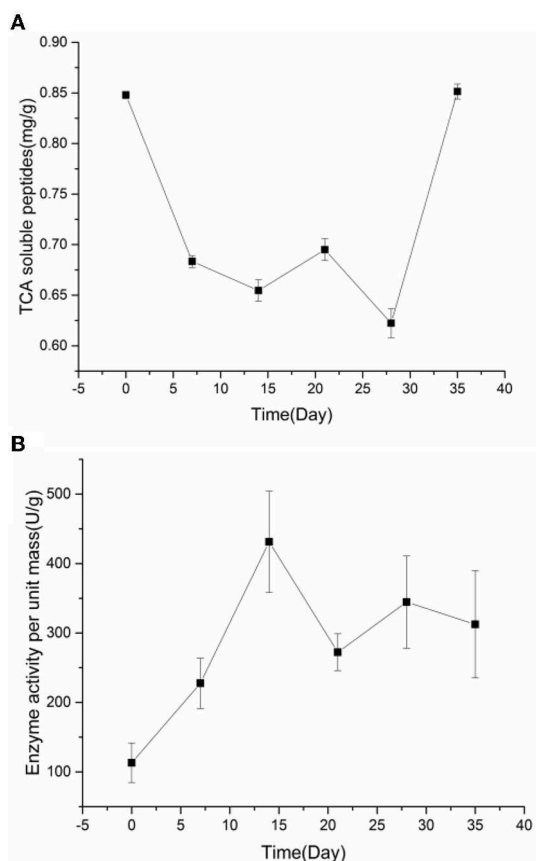 A
0.90
0.85
0.80
0.75
0.70
0.65
0.60
TCA soluble peptides(mg/g)
-5 0 5 10 15 20 25 30 35 40
Time(Day)
B
500
400
300
200
100
Enzyme activity per unit mass(U/g)
-5 0 5 10 15 20 25 30 35 40
Time(Day)